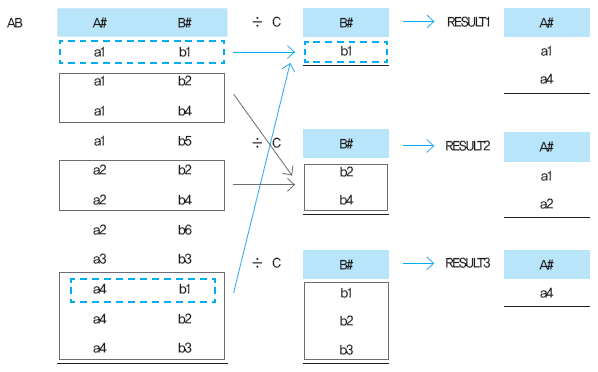 AB A# B# ÷ C B# RESULT1 A#
a1 b1 b1 a1
a1 b2 a4
a1 b4
a1 b5 ÷ C B# RESULT2 A#
a2 b2 b2 a1
a2 b4 b4 a2
a2 b6
a3 b3 ÷ C B# RESULT3 A#
a4 b1 b1 a4
a4 b2 b2
a4 b3 b3